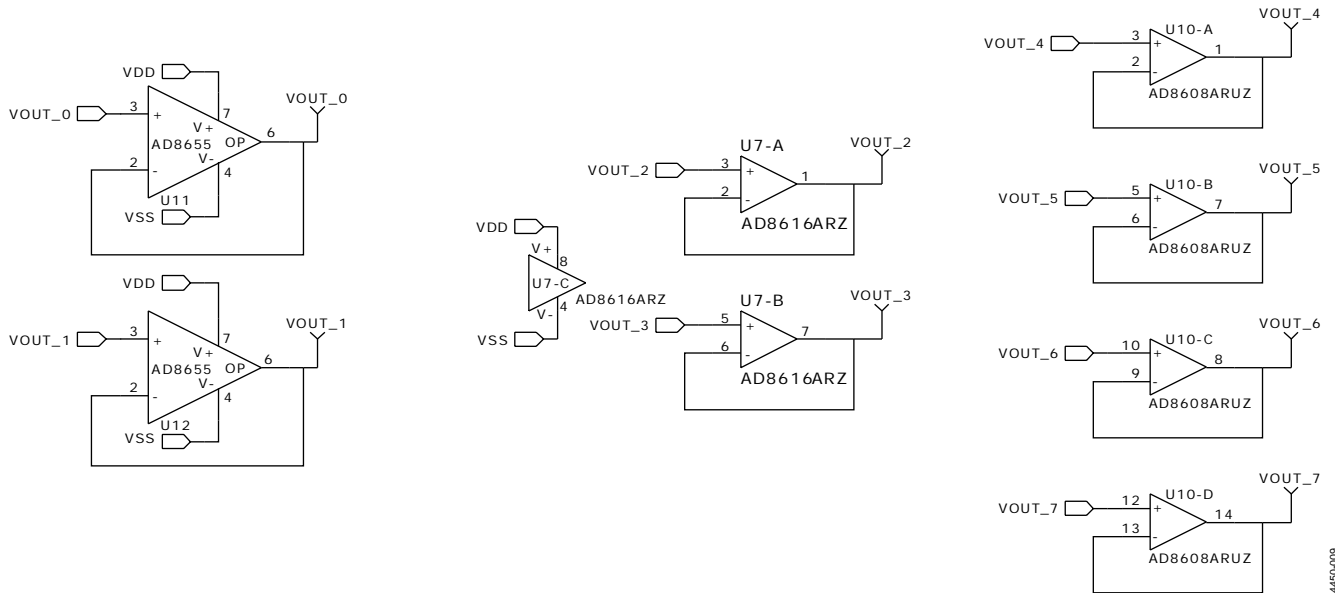 VDD
VOUT_0
3
+
7
V+
AD8655 OP
6
VOUT_0
2
-
V-
4
U11
VSS
VDD
VOUT_1
3
+
7
V+
AD8655 OP
6
VOUT_1
2
-
V-
4
U12
VSS
VDD
V+
8
U7-C
AD8616ARZ
4
V-
VSS
U7-A
VOUT_2
3
+
1
VOUT_2
2
-
AD8616ARZ
U7-B
VOUT_3
5
+
7
VOUT_3
6
-
AD8616ARZ
U10-A
VOUT_4
VOUT_4
3
+
1
2
-
AD8608ARUZ
U10-B
VOUT_5
VOUT_5
5
+
7
6
-
AD8608ARUZ
U10-C
VOUT_6
VOUT_6
10
+
8
9
-
AD8608ARUZ
U10-D
VOUT_7
VOUT_7
12
+
14
13
-
AD8608ARUZ